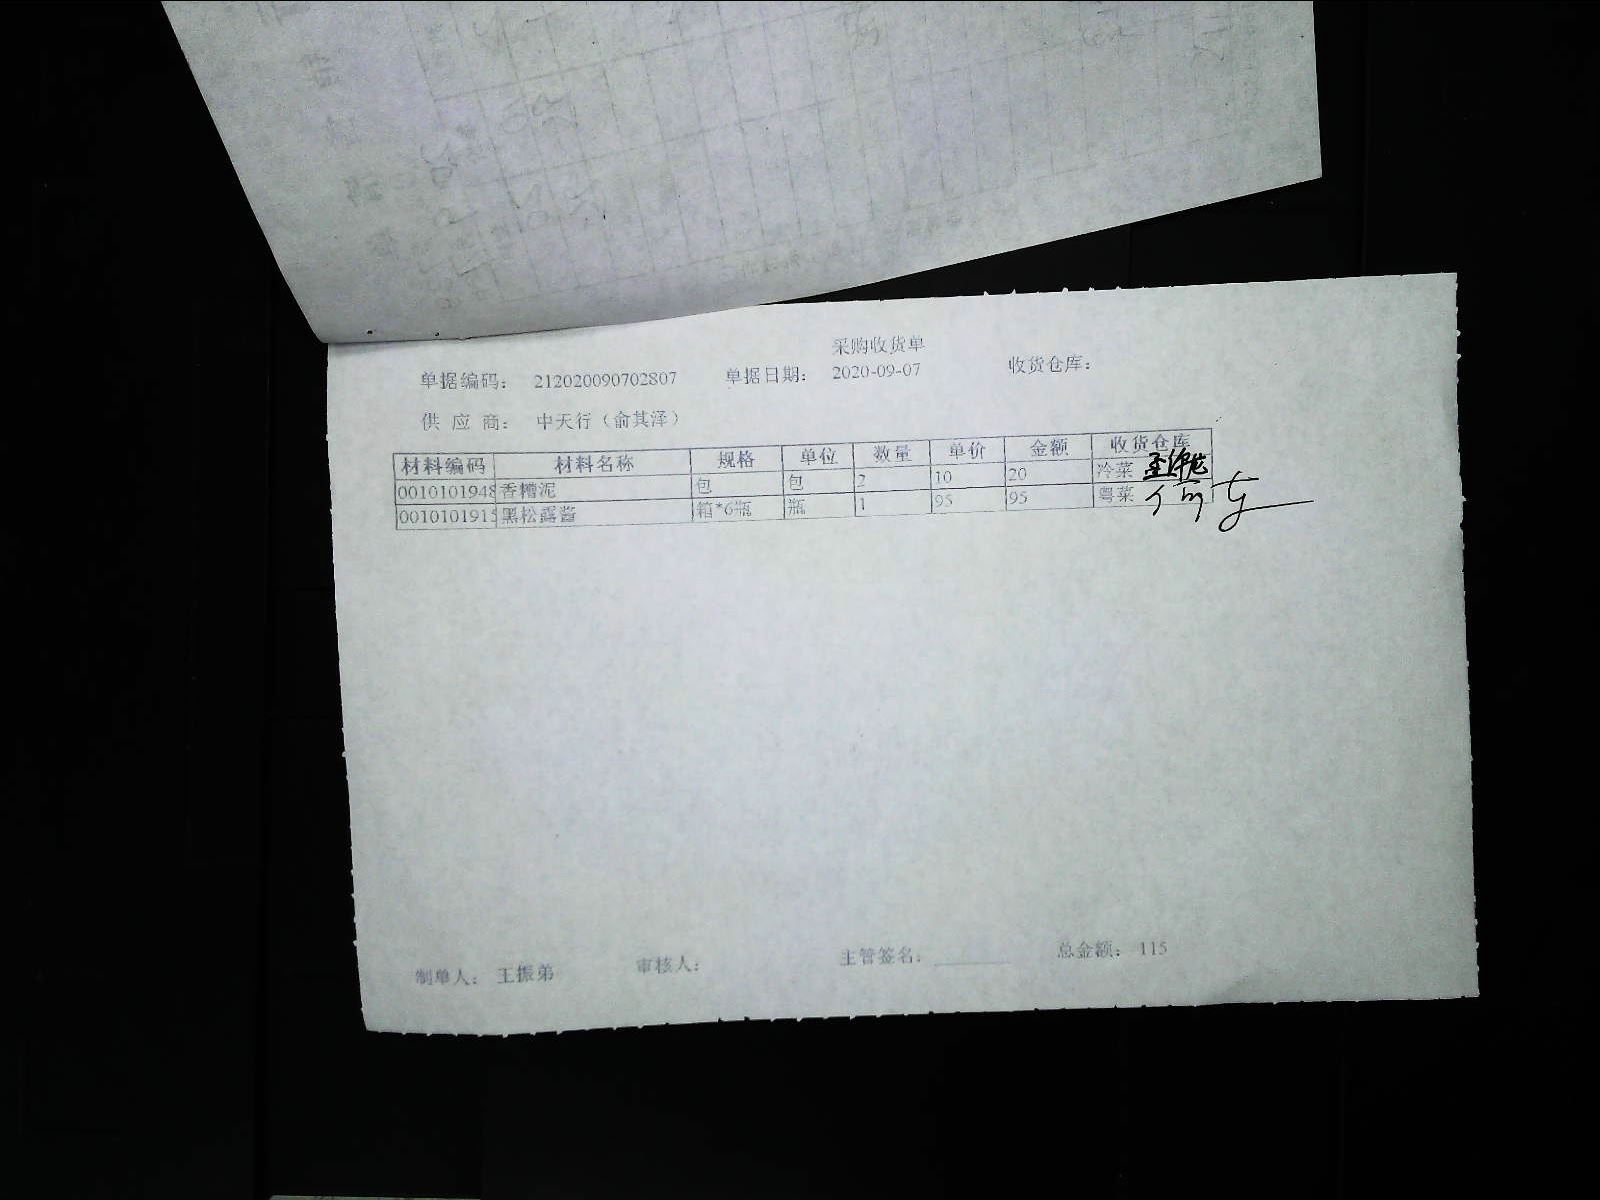 采购收货单
单据编码： 212020090702807 单据日期： 2020-09-07 收货仓库：
供 应 商： 中天行（俞其泽）
材料编码 材料名称 规格 单位 数量 单价 金额 收货仓库
0010101948 香糟泥 包 包 2 10 20 冷菜
0010101915 黑松露酱 箱*6瓶 瓶 1 95 95 粤菜
制单人： 王振弟 审核人： 主管签名： 总金额： 115